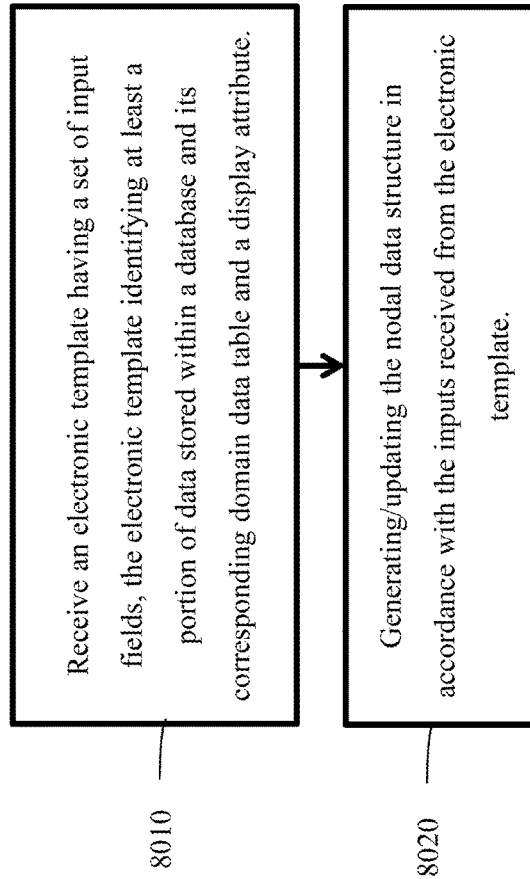 Receive an electronic template having a set of input
fields, the electronic template identifying at least a
portion of data stored within a database and its
corresponding domain data table and a display attribute.
8010
Generating/updating the nodal data structure in
accordance with the inputs received from the electronic
template.
8020